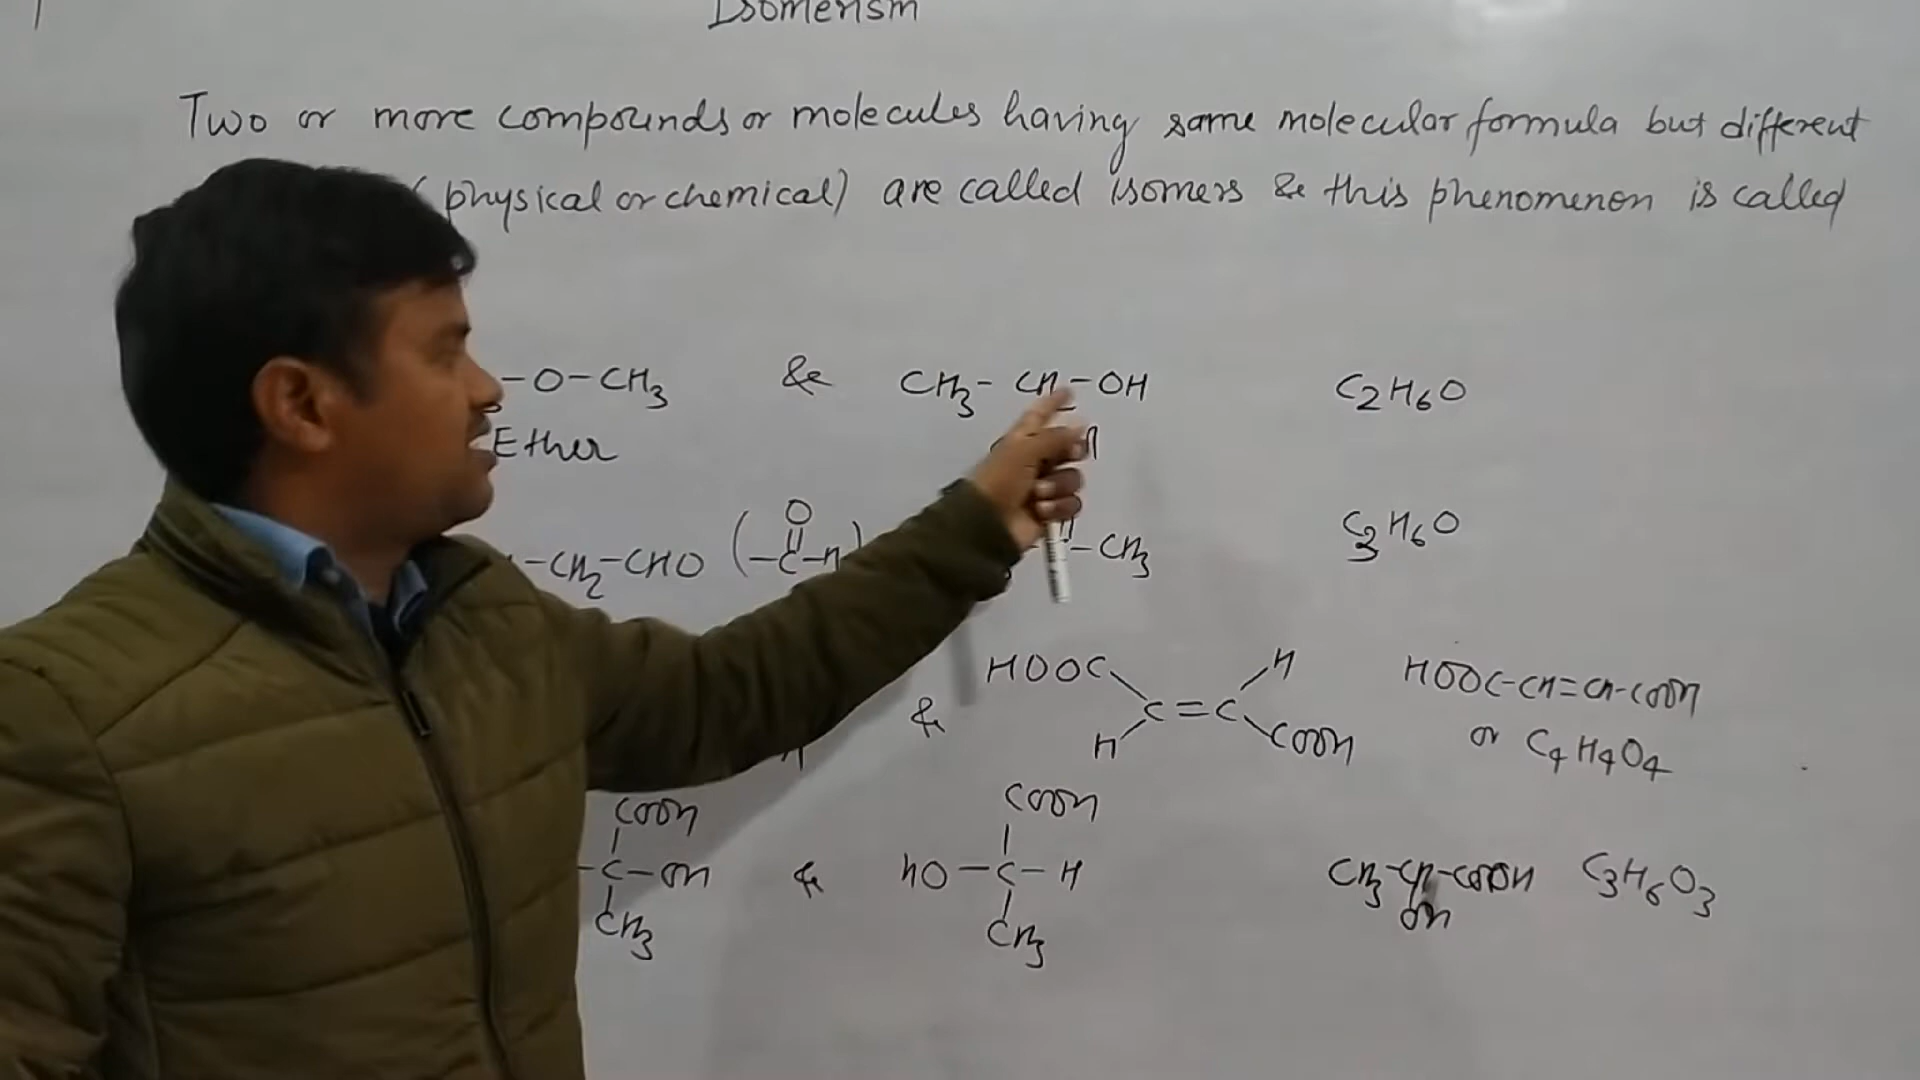 Isomerism
Two or more compounds or molecules having same molecular formula but different
(physical or chemical) are called isomers & this phenomenon is called
-O-CH3 & CH3-CH2-OH C2H6O
Ether
-CH2-CHO (-C-H) -CH3 C3H6O
O
& HOOC H C=C H COOH HOOC-CH=CH-COOH
or C4H4O4
COOH COOH
-C-OH & HO-C-H CH3-CH-COOH C3H6O3
OH
CH3 CH3